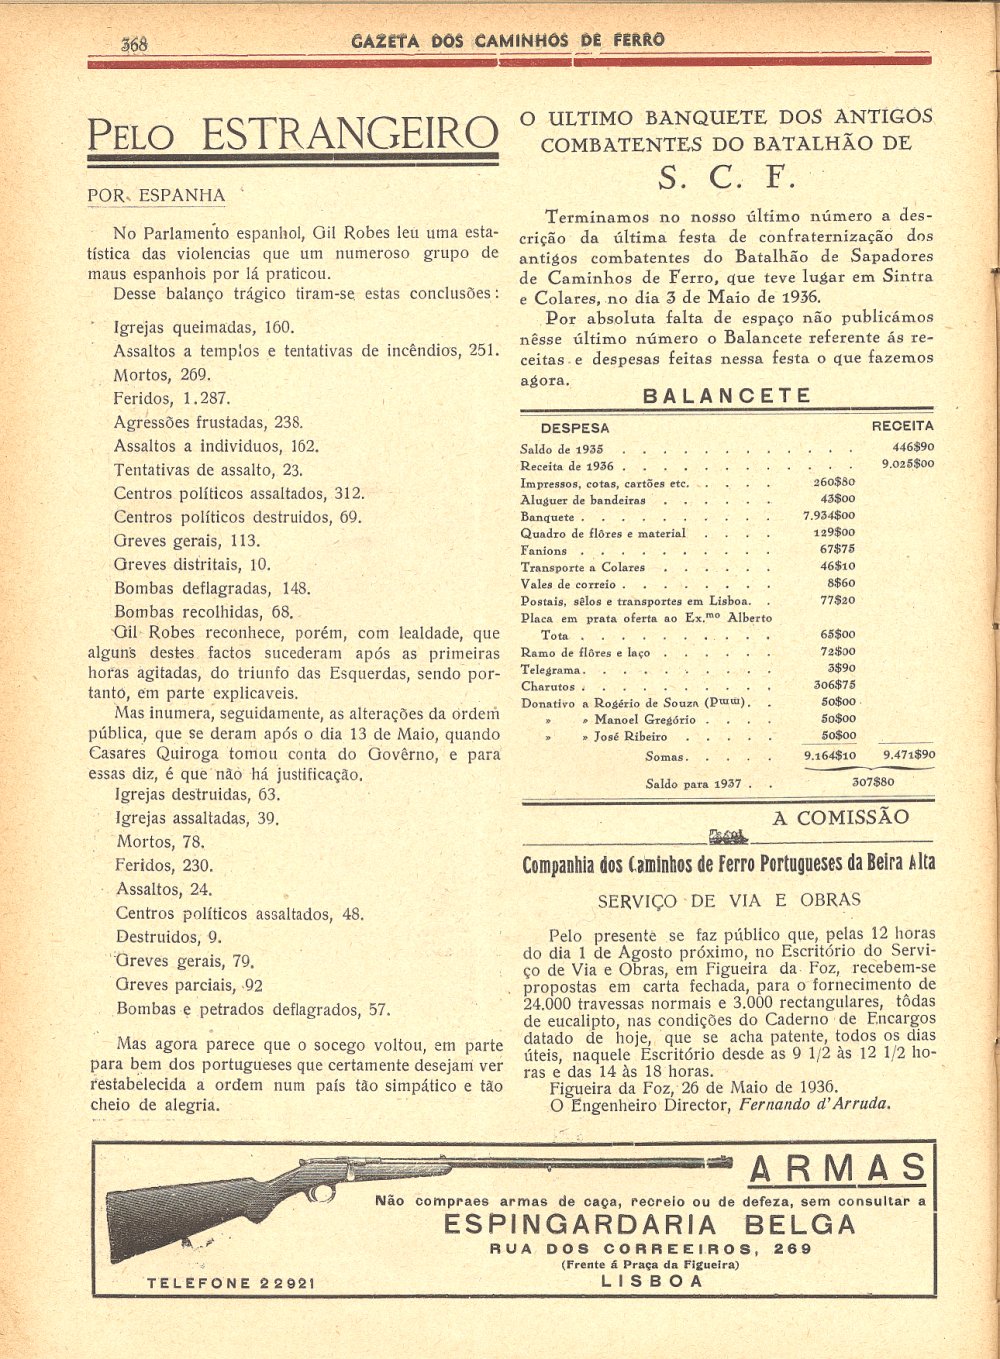 368
GAZETA DOS CAMINHOS DE FERRO
PELO ESTRANGEIRO
POR ESPANHA
No Parlamento espanhol, Gil Robes leu uma esta-
tística das violencias que um numeroso grupo de
maus espanhois por lá praticou.
Desse balanço trágico tiram-se estas conclusões:
Igrejas queimadas, 160.
Assaltos a templos e tentativas de incêndios, 251.
Mortos, 269.
Feridos, 1.287.
Agressões frustadas, 238.
Assaltos a individuos, 162.
Tentativas de assalto, 23.
Centros políticos assaltados, 312.
Centros políticos destruidos, 69.
Greves gerais, 113.
Greves distritais, 10.
Bombas deflagradas, 148.
Bombas recolhidas, 68.
Gil Robes reconhece, porém, com lealdade, que
alguns destes factos sucederam após as primeiras
horas agitadas, do triunfo das Esquerdas, sendo por-
tanto, em parte explicaveis.
Mas inumera, seguidamente, as alterações da ordem
pública, que se deram após o dia 13 de Maio, quando
Casares Quiroga tomou conta do Govêrno, e para
essas diz, é que não há justificação.
Igrejas destruidas, 63.
Igrejas assaltadas, 39.
Mortos, 78.
Feridos, 230.
Assaltos, 24.
Centros políticos assaltados, 48.
Destruidos, 9.
Greves gerais, 79.
Greves parciais, 92
Bombas e petrados deflagrados, 57.
Mas agora parece que o socego voltou, em parte
para bem dos portugueses que certamente desejam ver
restabelecida a ordem num país tão simpático e tão
cheio de alegria.
O ULTIMO BANQUETE DOS ANTIGOS
COMBATENTES DO BATALHÃO DE
S. C. F.
Terminamos no nosso último número a des-
crição da última festa de confraternização dos
antigos combatentes do Batalhão de Sapadores
de Caminhos de Ferro, que teve lugar em Sintra
e Colares, no dia 3 de Maio de 1936.
Por absoluta falta de espaço não publicámos
nêsse último número o Balancete referente ás re-
ceitas e despesas feitas nessa festa o que fazemos
agora.
BALANCETE
DESPESA RECEITA
Saldo de 1935 . . . . . . . . . . . . 446$90
Receita de 1936 . . . . . . . . . . . . 9.025$00
Impressos, cotas, cartões etc. . . . . . 260$80
Aluguer de bandeiras . . . . . . 43$00
Banquete . . . . . . . . . . 7.934$00
Quadro de flôres e material . . . . 129$00
Fanions . . . . . . . . . . 67$75
Transporte a Colares . . . . . . 46$10
Vales de correio . . . . . . . . 8$60
Postais, sêlos e transportes em Lisboa. . 77$20
Placa em prata oferta ao Ex.mo Alberto
Tota . . . . . . . . . . 65$00
Ramo de flôres e laço . . . . . . 72$00
Telegrama . . . . . . . . . . 3$90
Charutos . . . . . . . . . . 306$75
Donativo a Rogério de Souza . . 50$00
» » Manoel Gregório . . . . 50$00
» » José Ribeiro . . . . . 50$00
Somas . . . . . 9.164$10 9.471$90
Saldo para 1937 . . 307$80
A COMISSÃO
Companhia dos Caminhos de Ferro Portugueses da Beira Alta
SERVIÇO DE VIA E OBRAS
Pelo presente se faz público que, pelas 12 horas
do dia 1 de Agosto próximo, no Escritório do Servi-
ço de Via e Obras, em Figueira da Foz, recebem-se
propostas em carta fechada, para o fornecimento de
24.000 travessas normais e 3.000 rectangulares, tôdas
de eucalipto, nas condições do Caderno de Encargos
datado de hoje, que se acha patente, todos os dias
úteis, naquele Escritório desde as 9 1/2 às 12 1/2 ho-
ras e das 14 às 18 horas.
Figueira da Foz, 26 de Maio de 1936.
O Engenheiro Director, Fernando d'Arruda.
ARMAS
Não compraes armas de caça, recreio ou de defeza, sem consultar a
ESPINGARDARIA BELGA
RUA DOS CORREEIROS, 269
(Frente á Praça da Figueira)
TELEFONE 22921
LISBOA